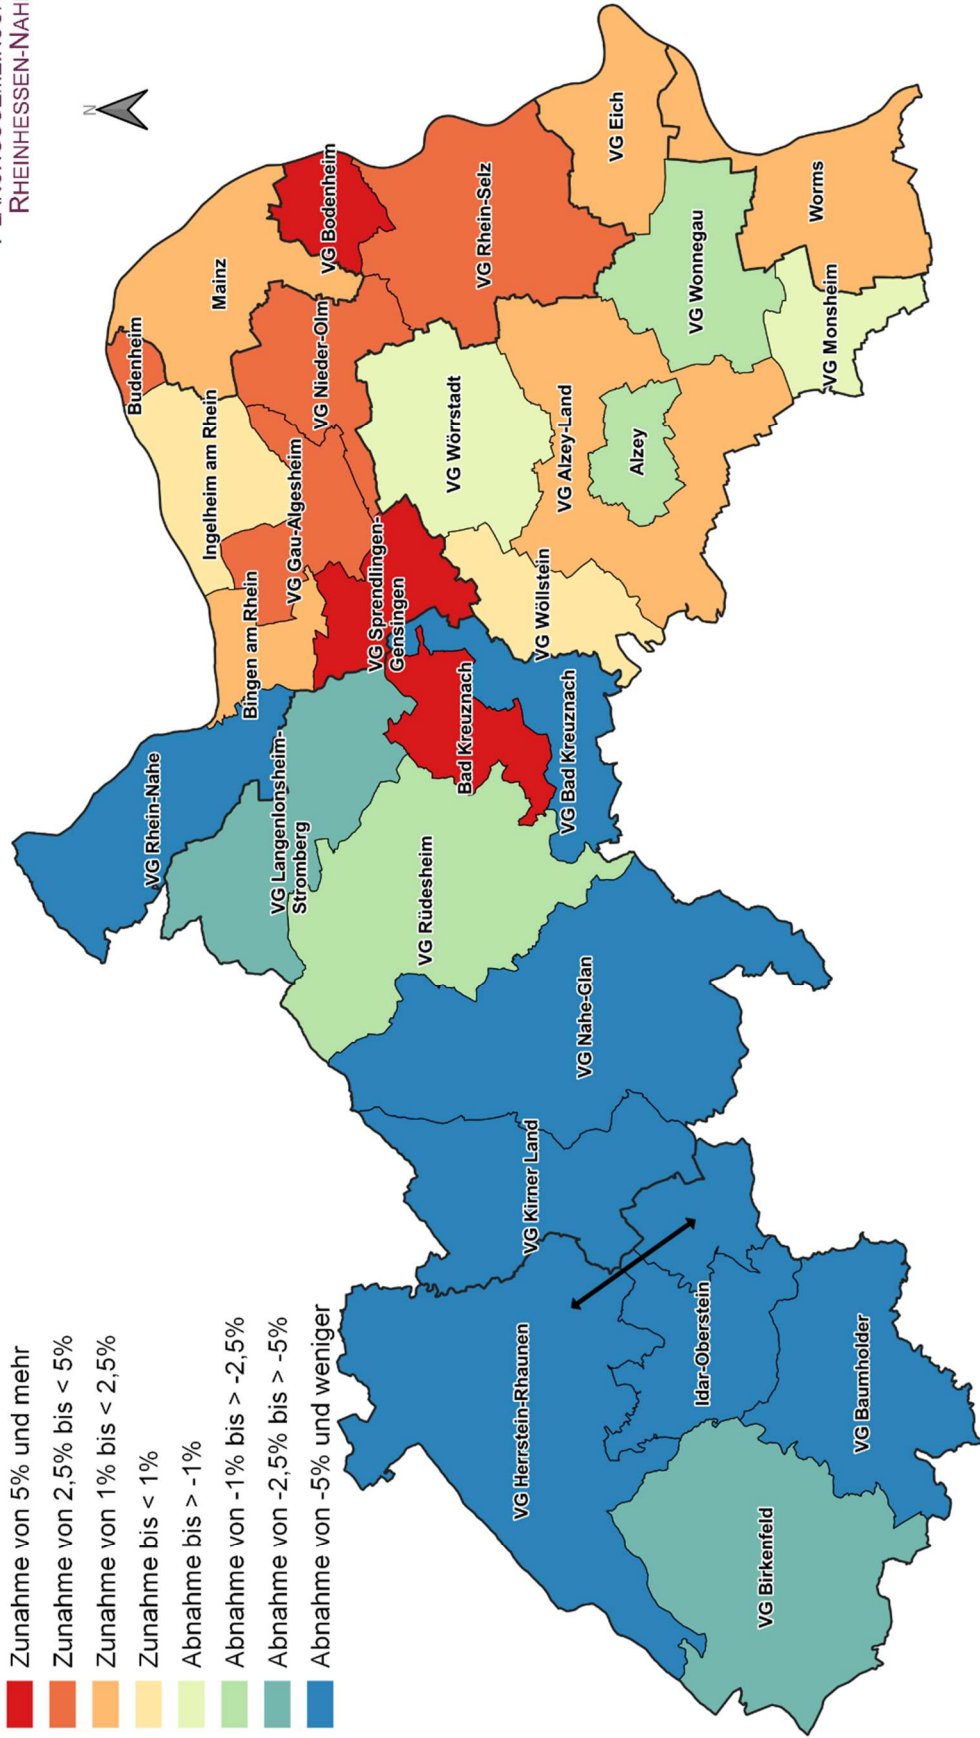 RHEINHESSEN-NAH
N
Zunahme von 5% und mehr
Zunahme von 2,5% bis < 5%
Zunahme von 1% bis < 2,5%
Zunahme bis < 1%
Abnahme bis > -1%
Abnahme von -1% bis > -2,5%
Abnahme von -2,5% bis > -5%
Abnahme von -5% und weniger
VG Rhein-Nahe
Bingen am Rhein
Ingelheim am Rhein
Budenheim
Mainz
VG Bodenheim
VG Langenlonsheim-
Stromberg
VG Gau-Algesheim
VG Nieder-Olm
VG Sprendlingen-
Gensingen
VG Rüdesheim
Bad Kreuznach
VG Wörrstadt
VG Rhein-Selz
VG Herrstein-Rhaunen
VG Kirner Land
VG Nahe-Glan
VG Bad Kreuznach
VG Wöllstein
VG Alzey-Land
VG Eich
Alzey
VG Wonnegau
Idar-Oberstein
VG Birkenfeld
VG Baumholder
VG Monsheim
Worms